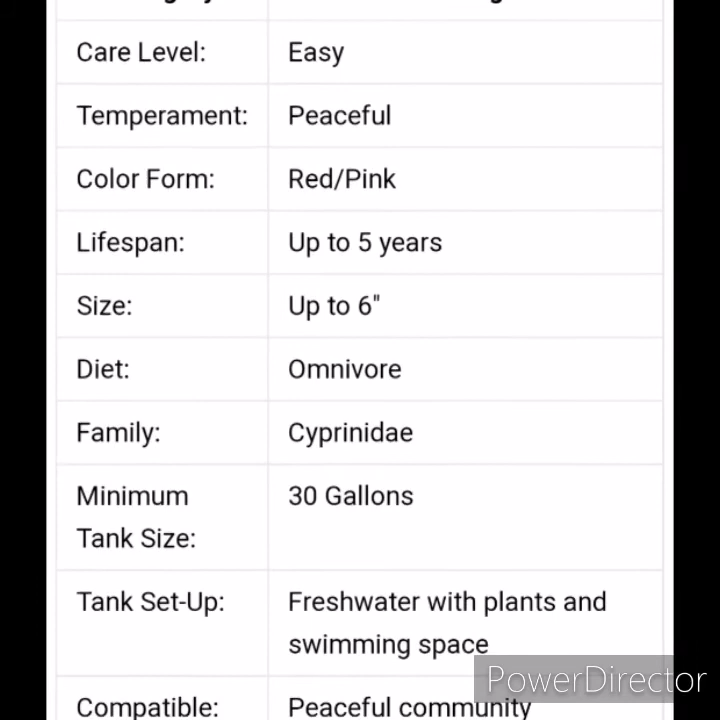 Care Level: Easy
Temperament: Peaceful
Color Form: Red/Pink
Lifespan: Up to 5 years
Size: Up to 6"
Diet: Omnivore
Family: Cyprinidae
Minimum 30 Gallons
Tank Size:
Tank Set-Up: Freshwater with plants and
swimming space
PowerDirector
Compatible: Peaceful community